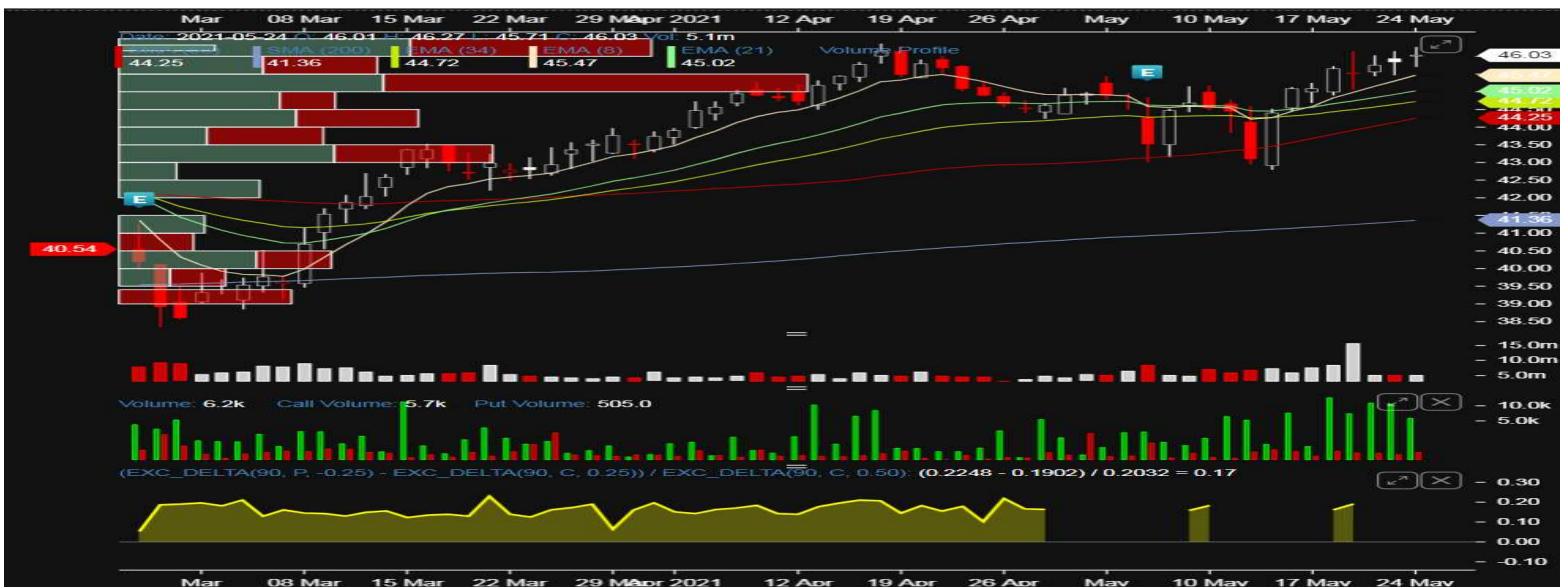 Mar 08 Mar 15 Mar 22 Mar 29 Mar Apr 2021 12 Apr 19 Apr 26 Apr May 10 May 17 May 24 May
Date: 2021-05-24 O: 46.01 H: 46.27 L: 45.71 C: 46.03 Vol: 5.1m
SMA (200) EMA (34) EMA (8) EMA (21) Volume Profile
44.25 41.36 44.72 45.47 45.02
E
E
40.54
46.03
45.47
45.02
44.72
44.25
44.00
43.50
43.00
42.50
42.00
41.36
41.00
40.50
40.00
39.50
39.00
38.50
15.0m
10.0m
5.0m
Volume: 6.2k Call Volume: 5.7k Put Volume: 505.0
10.0k
5.0k
(EXC_DELTA(90, P, -0.25) - EXC_DELTA(90, C, 0.25)) / EXC_DELTA(90, C, 0.50): (0.2248 - 0.1902) / 0.2032 = 0.17
0.30
0.20
0.10
0.00
-0.10
Mar 08 Mar 15 Mar 22 Mar 29 Mar Apr 2021 12 Apr 19 Apr 26 Apr May 10 May 17 May 24 May